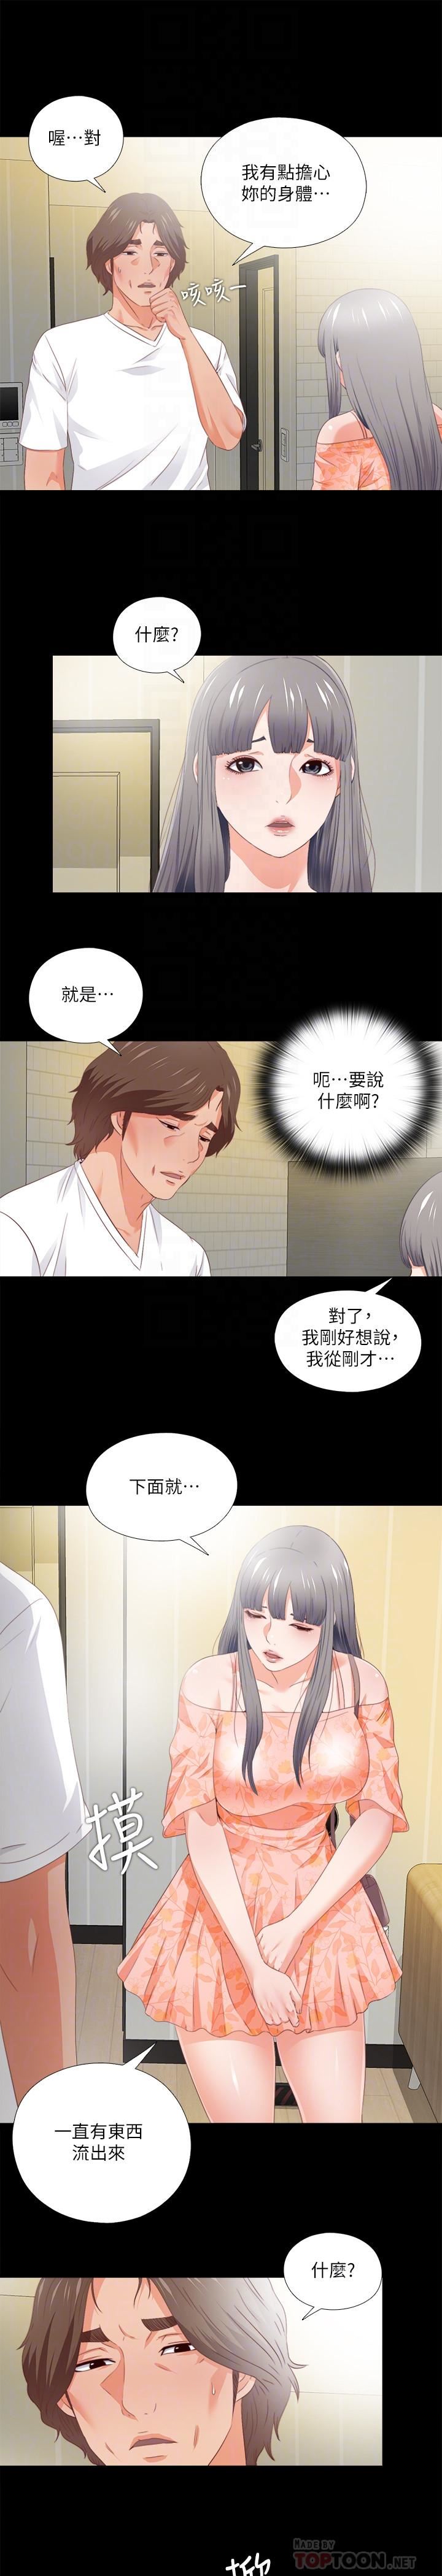 喔…對
我有點擔心
妳的身體…
咳咳一
什麼?
就是…
呃…要說
什麼啊?
對了,
我剛好想說,
我從剛才…
下面就…
摸
一直有東西
流出來
什麼?
MADE BY
TOPTOON.NET